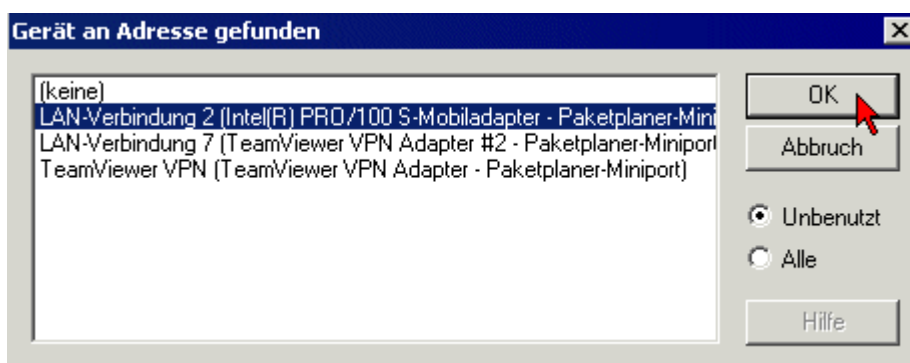 Gerät an Adresse gefunden
(keine)
LAN-Verbindung 2 (Intel(R) PRO/100 S-Mobiladapter - Paketplaner-Mini
LAN-Verbindung 7 (TeamViewer VPN Adapter #2 - Paketplaner-Miniport
TeamViewer VPN (TeamViewer VPN Adapter - Paketplaner-Miniport)
OK
Abbruch
Unbenutzt
Alle
Hilfe